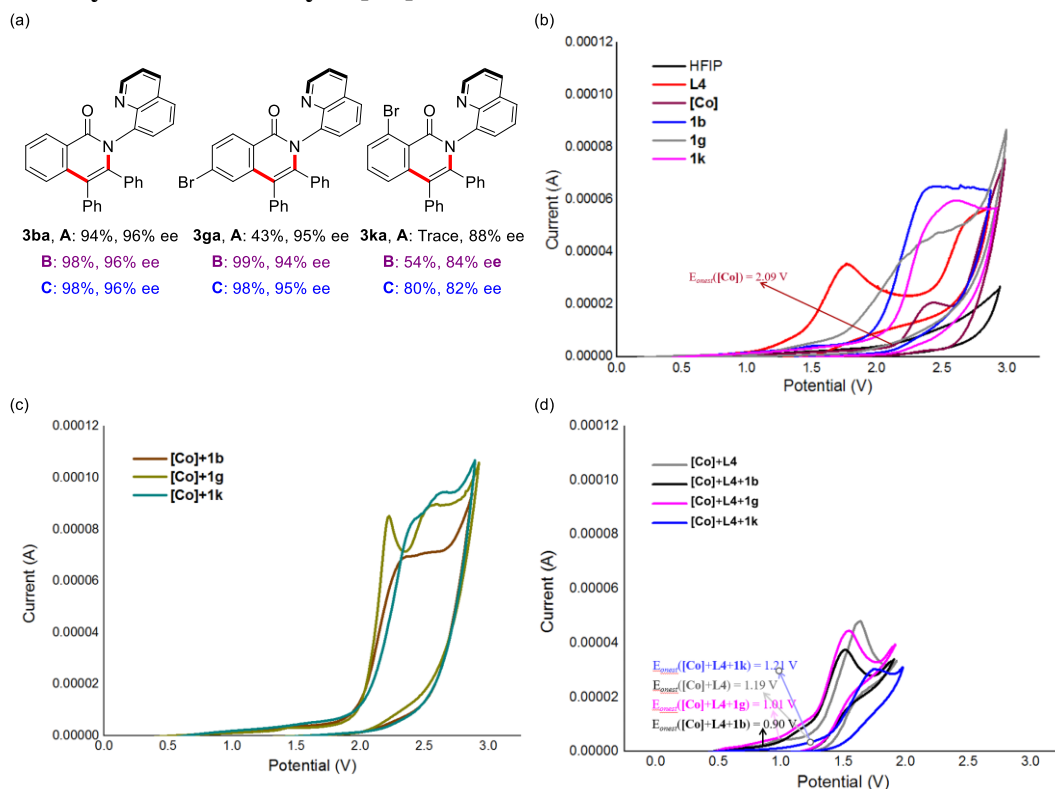 (a)
O
N
N
Ph
Ph
3ba, A: 94%, 96% ee
B: 98%, 96% ee
C: 98%, 96% ee
Br
O
N
N
Ph
Ph
3ga, A: 43%, 95% ee
B: 99%, 94% ee
C: 98%, 95% ee
Br
O
N
N
Ph
Ph
3ka, A: Trace, 88% ee
B: 54%, 84% ee
C: 80%, 82% ee
(b)
Current (A)
0.00012
0.00010
0.00008
0.00006
0.00004
0.00002
0.00000
HFIP
L4
[Co]
1b
1g
1k
Eonest([Co]) = 2.09 V
0.0 0.5 1.0 1.5 2.0 2.5 3.0
Potential (V)
(c)
Current (A)
0.00012
0.00010
0.00008
0.00006
0.00004
0.00002
0.00000
[Co]+1b
[Co]+1g
[Co]+1k
0.0 0.5 1.0 1.5 2.0 2.5 3.0
Potential (V)
(d)
Current (A)
0.00012
0.00010
0.00008
0.00006
0.00004
0.00002
0.00000
[Co]+L4
[Co]+L4+1b
[Co]+L4+1g
[Co]+L4+1k
Eonest([Co]+L4+1k) = 1.21 V
Eonest([Co]+L4) = 1.19 V
Eonest([Co]+L4+1g) = 1.01 V
Eonest([Co]+L4+1b) = 0.90 V
0.0 0.5 1.0 1.5 2.0 3.0
Potential (V)